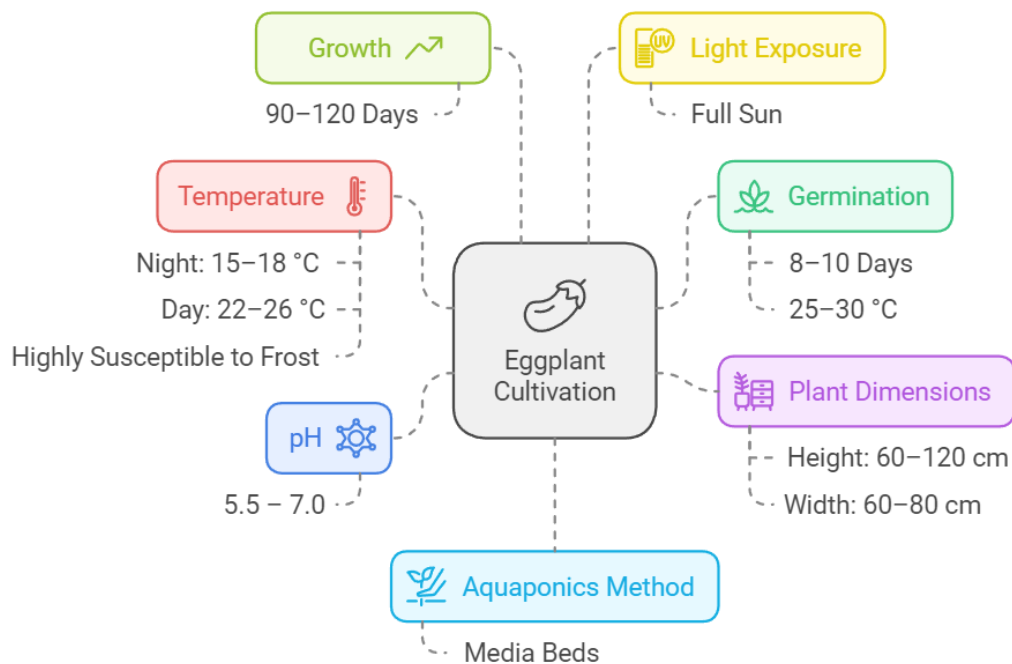 Growth
90–120 Days
UV
Light Exposure
Full Sun
Temperature
Night: 15–18 °C
Day: 22–26 °C
Highly Susceptible to Frost
Germination
8–10 Days
25–30 °C
Eggplant
Cultivation
pH
5.5 – 7.0
Plant Dimensions
Height: 60–120 cm
Width: 60–80 cm
Aquaponics Method
Media Beds